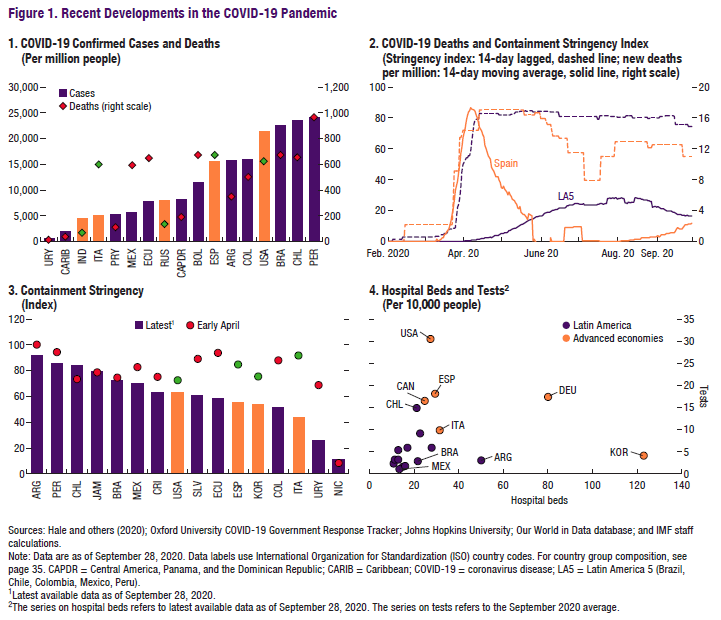 Figure 1. Recent Developments in the COVID-19 Pandemic
1. COVID-19 Confirmed Cases and Deaths
(Per million people)
30,000
25,000
20,000
15,000
10,000
5,000
0
1,200
1,000
800
600
400
200
0
Cases
Deaths (right scale)
URY
CARIB
IND
ITA
PRY
MEX
ECU
RUS
CAPDR
BOL
ESP
ARG
COL
USA
BRA
CHL
PER
2. COVID-19 Deaths and Containment Stringency Index
(Stringency index: 14-day lagged, dashed line; new deaths
per million: 14-day moving average, solid line, right scale)
100
80
60
40
20
0
20
16
12
8
4
0
Spain
LA5
Feb. 2020
Apr. 20
June 20
Aug. 20
Sep. 20
3. Containment Stringency
(Index)
120
100
80
60
40
20
0
Latest1
Early April
ARG
PER
CHL
JAM
BRA
MEX
CRI
USA
SLV
ECU
ESP
KOR
COL
ITA
URY
NIC
4. Hospital Beds and Tests2
(Per 10,000 people)
Latin America
Advanced economies
USA
CAN
ESP
CHL
ITA
DEU
BRA
ARG
MEX
KOR
35
30
25
20
15
10
5
0
Tests
0
20
40
60
80
100
120
140
Hospital beds
Sources: Hale and others (2020); Oxford University COVID-19 Government Response Tracker; Johns Hopkins University; Our World in Data database; and IMF staff
calculations.
Note: Data are as of September 28, 2020. Data labels use International Organization for Standardization (ISO) country codes. For country group composition, see
page 35. CAPDR = Central America, Panama, and the Dominican Republic; CARIB = Caribbean; COVID-19 = coronavirus disease; LA5 = Latin America 5 (Brazil,
Chile, Colombia, Mexico, Peru).
1Latest available data as of September 28, 2020.
2The series on hospital beds refers to latest available data as of September 28, 2020. The series on tests refers to the September 2020 average.